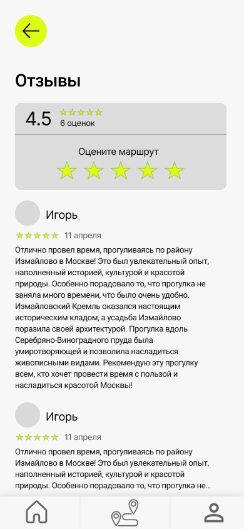 Отзывы
4.5
6 оценок
Оцените маршрут
Игорь
11 апреля
Отлично провел время, прогуливаясь по району
Измайлово в Москве! Это был увлекательный опыт,
наполненный историей, культурой и красотой
природы. Особенно порадовало то, что прогулка не
заняла много времени, что было очень удобно.
Измайловский Кремль оказался настоящим
историческим кладом, а усадьба Измайлово
поразила своей архитектурой. Прогулка вдоль
Серебряно-Виноградного пруда была
умиротворяющей и позволила насладиться
живописными видами. Рекомендую эту прогулку
всем, кто хочет провести время с пользой и
насладиться красотой Москвы!
Игорь
11 апреля
Отлично провел время, прогуливаясь по району
Измайлово в Москве! Это был увлекательный опыт,
наполненный историей, культурой и красотой
природы. Особенно порадовало то, что прогулка не...